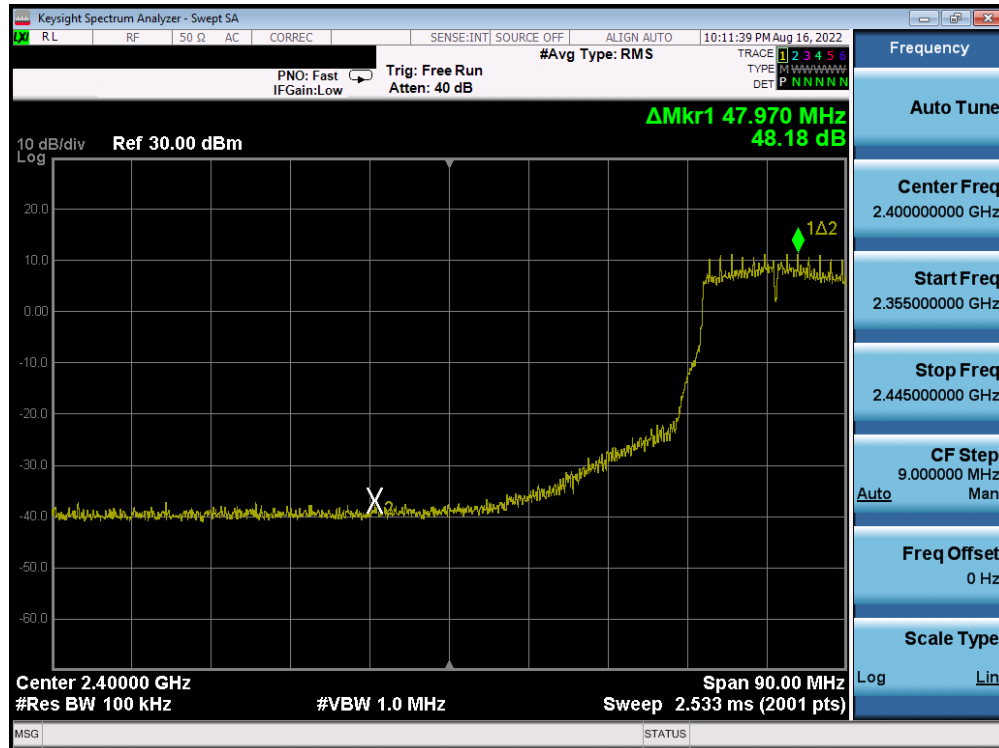 Keysight Spectrum Analyzer - Swept SA
LXI RL RF 50 Ω AC CORREC SENSE:INT SOURCE OFF ALIGN AUTO 10:11:39 PM Aug 16, 2022
#Avg Type: RMS
TRACE 1 2 3 4 5 6
PNO: Fast Trig: Free Run
TYPE M WWWWW
IFGain:Low Atten: 40 dB
DET P N N N N N
ΔMkr1 47.970 MHz
48.18 dB
10 dB/div Ref 30.00 dBm
Log
20.0
1Δ2
10.0
0.00
-10.0
-20.0
-30.0
2
-40.0
-50.0
-60.0
Center 2.40000 GHz Span 90.00 MHz
#Res BW 100 kHz #VBW 1.0 MHz Sweep 2.533 ms (2001 pts)
MSG STATUS
Frequency
Auto Tune
Center Freq
2.400000000 GHz
Start Freq
2.355000000 GHz
Stop Freq
2.445000000 GHz
CF Step
9.000000 MHz
Auto Man
Freq Offset
0 Hz
Scale Type
Log Lin